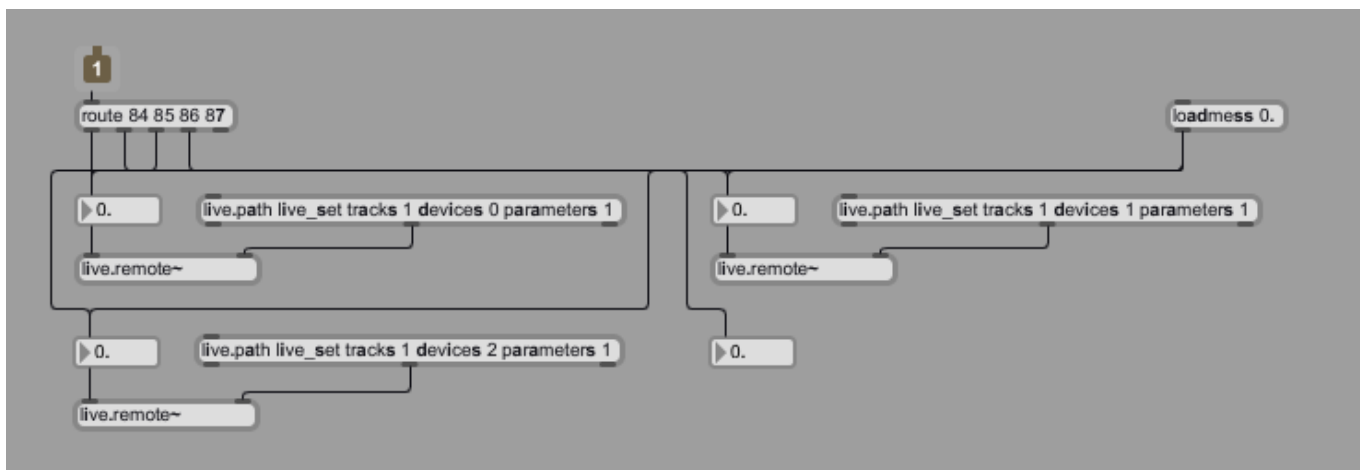 1
route 84 85 86 87
loadmess 0.
0.
live.path live_set tracks 1 devices 0 parameters 1
0.
live.path live_set tracks 1 devices 1 parameters 1
live.remote~
live.remote~
0.
live.path live_set tracks 1 devices 2 parameters 1
0.
live.remote~